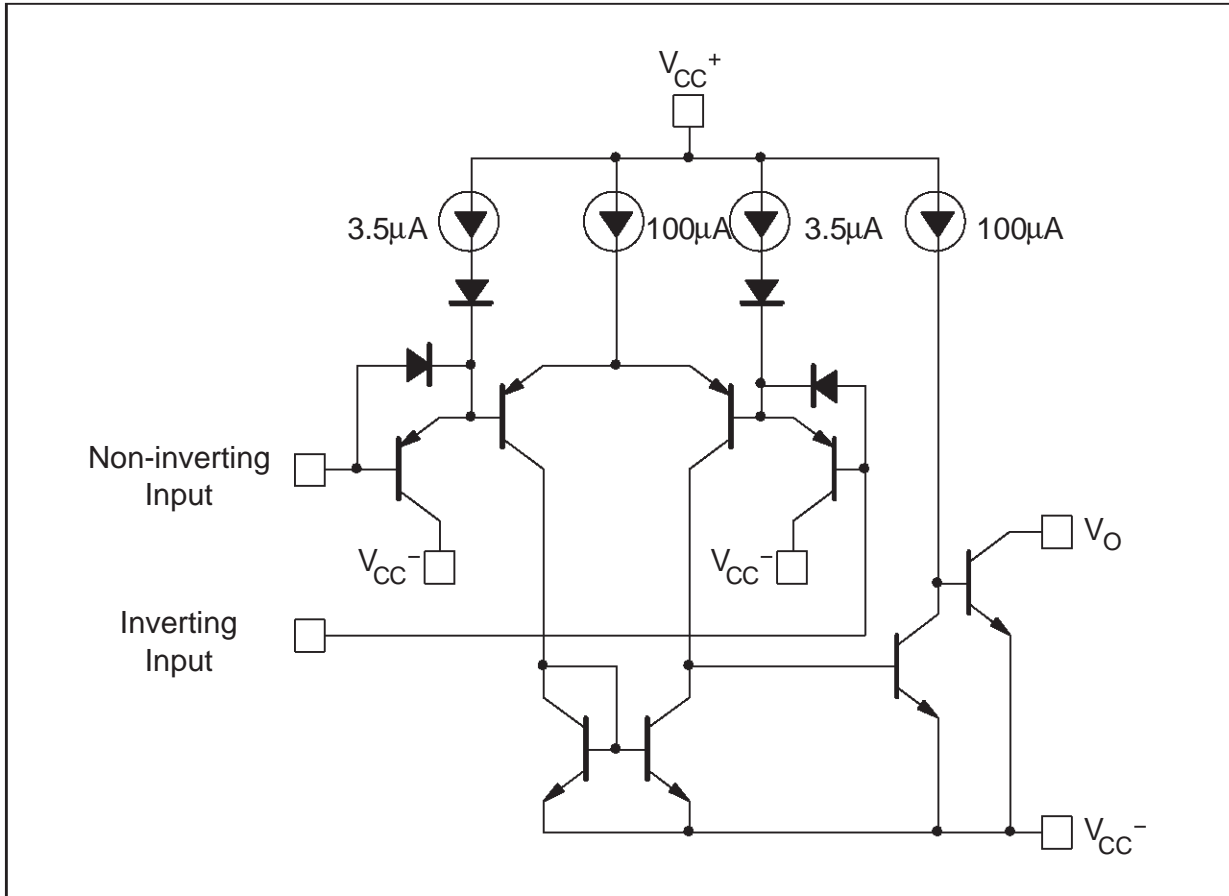 V_CC⁺
3.5μA
100μA
3.5μA
100μA
Non-inverting
Input
V_CC⁻
V_CC⁻
V_O
Inverting
Input
V_CC⁻